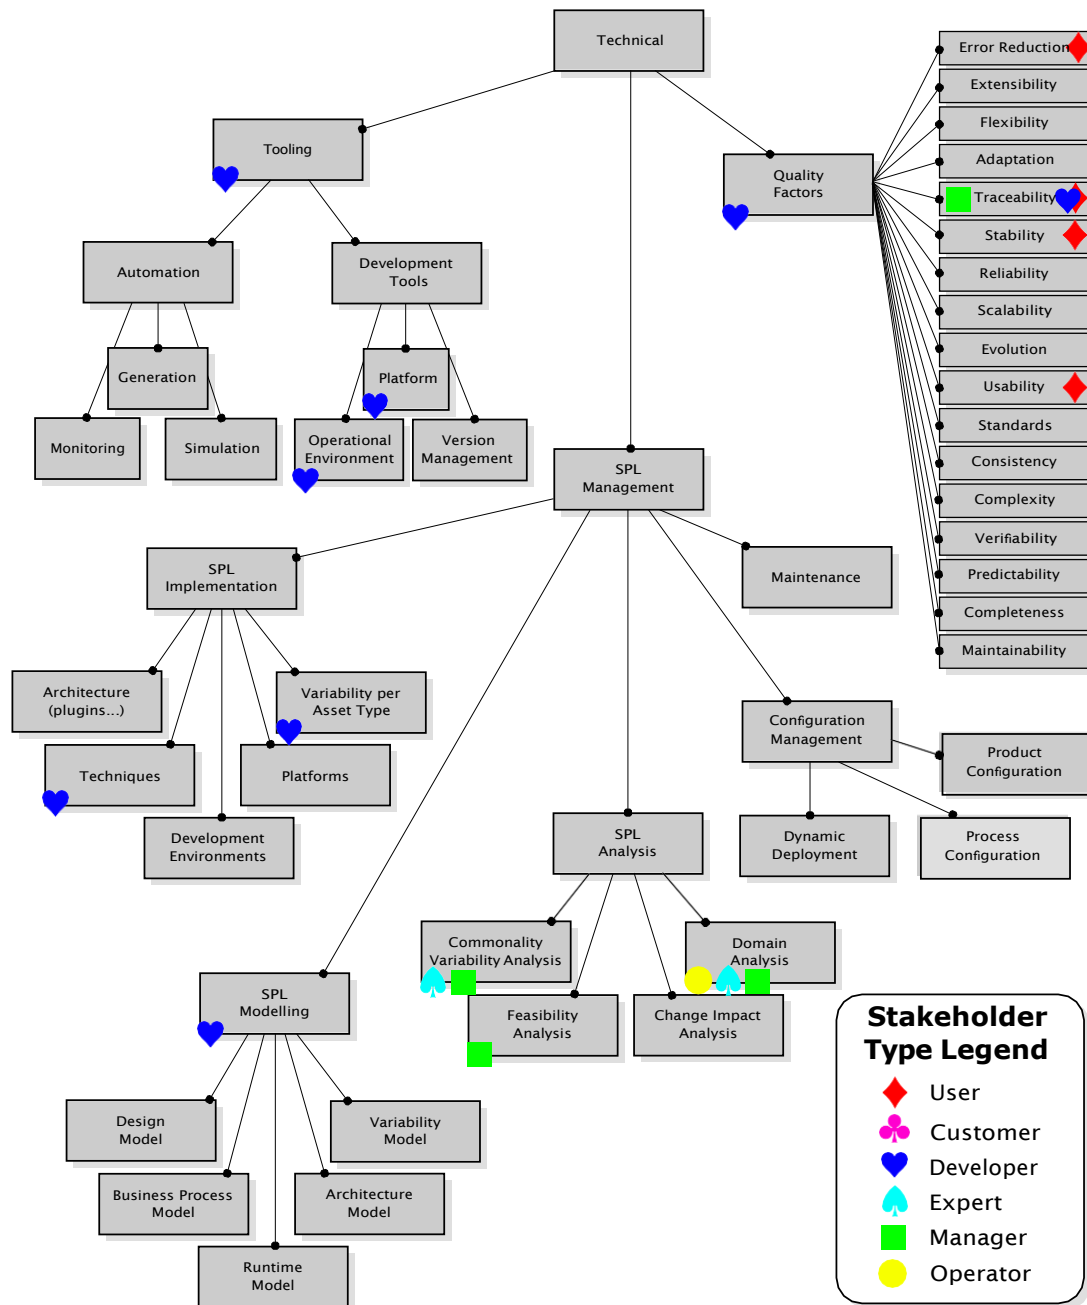 Technical
Error Reduction
Extensibility
Flexibility
Adaptation
Traceability
Stability
Reliability
Scalability
Evolution
Usability
Standards
Consistency
Complexity
Verifiability
Predictability
Completeness
Maintainability
Tooling
Quality
Factors
Automation
Development
Tools
Generation
Platform
Monitoring
Simulation
Operational
Environment
Version
Management
SPL
Management
SPL
Implementation
Maintenance
Architecture
(plugins...)
Variability per
Asset Type
Techniques
Platforms
Development
Environments
Configuration
Management
Product
Configuration
Dynamic
Deployment
Process
Configuration
SPL
Analysis
Commonality
Variability Analysis
Domain
Analysis
Feasibility
Analysis
Change Impact
Analysis
SPL
Modelling
Design
Model
Variability
Model
Business Process
Model
Architecture
Model
Runtime
Model
Stakeholder
Type Legend
User
Customer
Developer
Expert
Manager
Operator